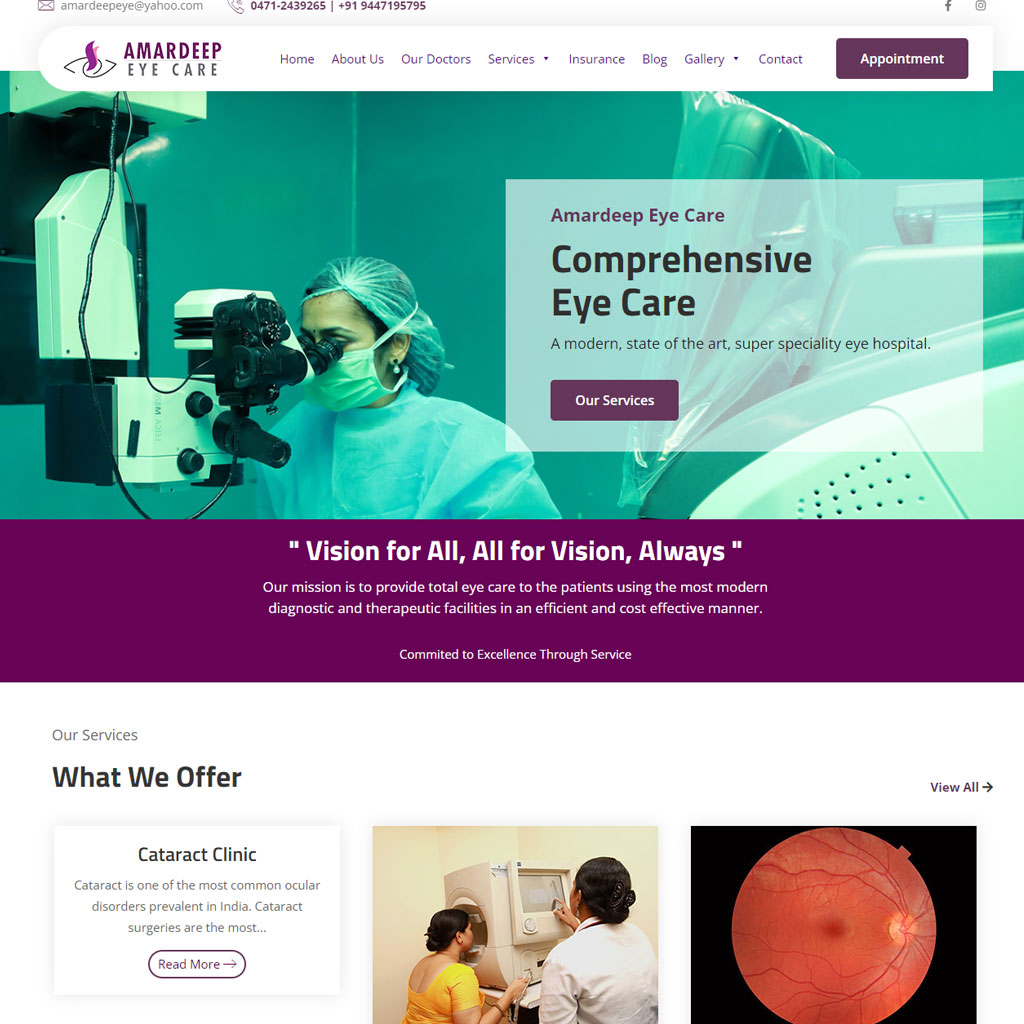 amardeepeye@yahoo.com 0471-2439265 | +91 9447195795
AMARDEEP
EYE CARE
Home About Us Our Doctors Services Insurance Blog Gallery Contact Appointment
Amardeep Eye Care
Comprehensive
Eye Care
A modern, state of the art, super speciality eye hospital.
Our Services
" Vision for All, All for Vision, Always "
Our mission is to provide total eye care to the patients using the most modern
diagnostic and therapeutic facilities in an efficient and cost effective manner.
Commited to Excellence Through Service
Our Services
What We Offer
View All
Cataract Clinic
Cataract is one of the most common ocular
disorders prevalent in India. Cataract
surgeries are the most...
Read More